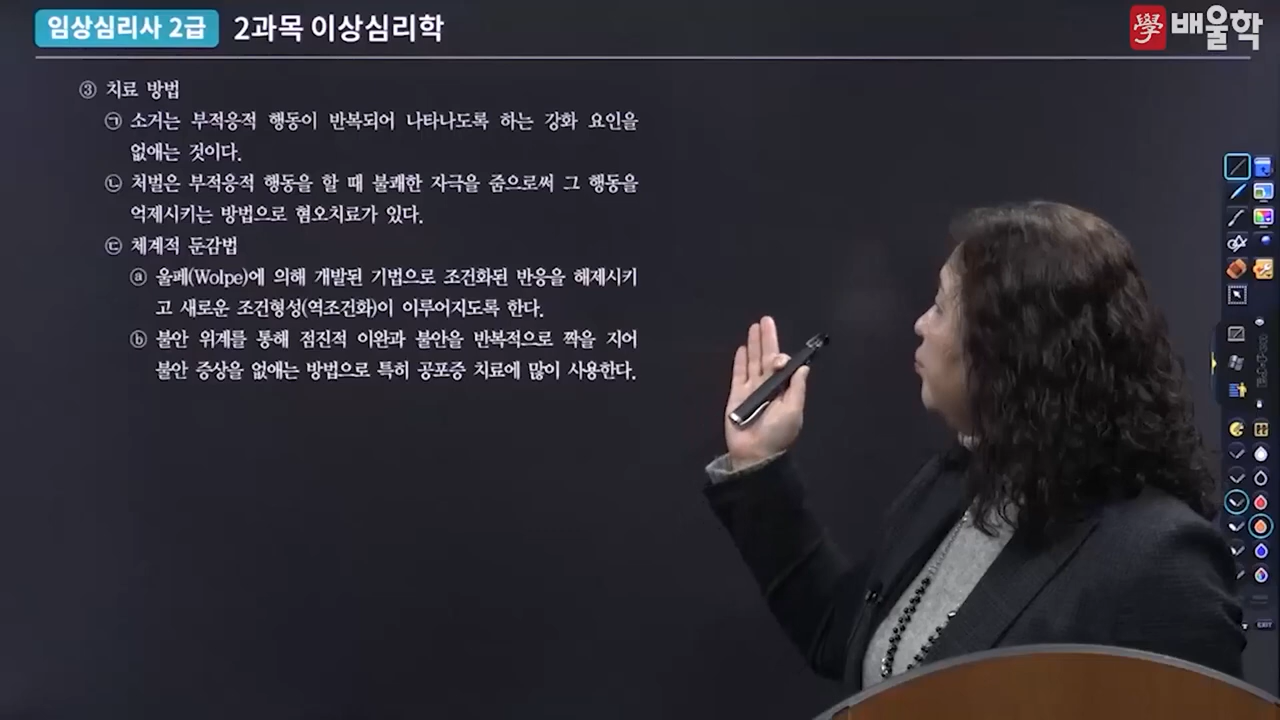 임상심리사 2급 2과목 이상심리학
學 배울학
③ 치료 방법
㉠ 소거는 부적응적 행동이 반복되어 나타나도록 하는 강화 요인을
없애는 것이다.
㉡ 처벌은 부적응적 행동을 할 때 불쾌한 자극을 줌으로써 그 행동을
억제시키는 방법으로 혐오치료가 있다.
㉢ 체계적 둔감법
ⓐ 울페(Wolpe)에 의해 개발된 기법으로 조건화된 반응을 해제시키
고 새로운 조건형성(역조건화)이 이루어지도록 한다.
ⓑ 불안 위계를 통해 점진적 이완과 불안을 반복적으로 짝을 지어
불안 증상을 없애는 방법으로 특히 공포증 치료에 많이 사용한다.
EXIT